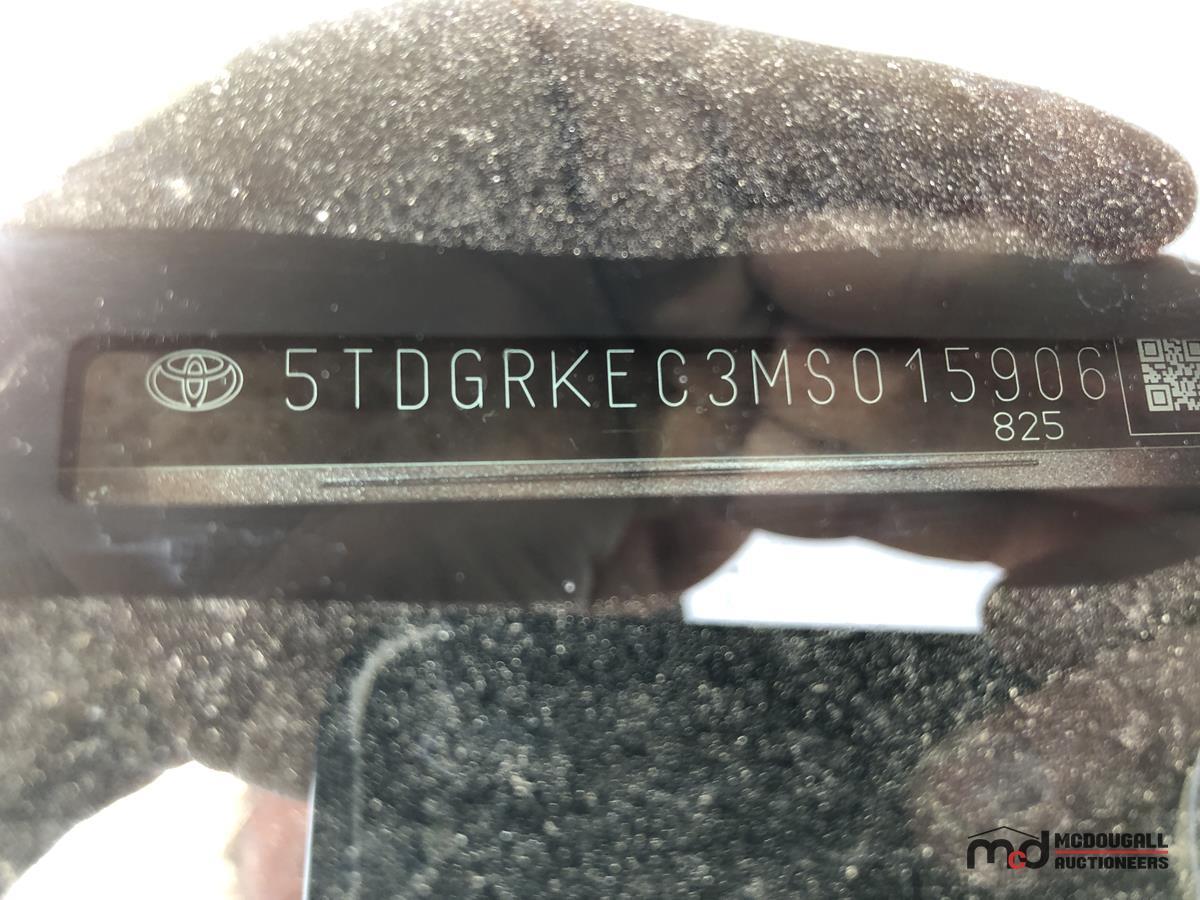 5TDGRKEC3MS015906
825
mcd MCDOUGALL
AUCTIONEERS